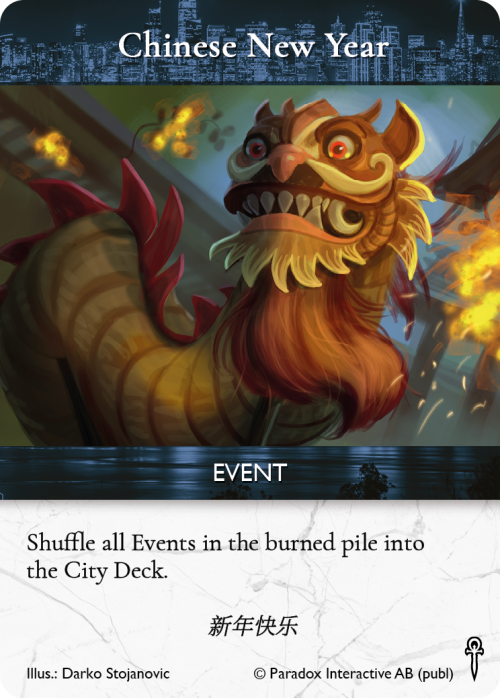 Chinese New Year
EVENT
Shuffle all Events in the burned pile into
the City Deck.
新年快乐
Illus.: Darko Stojanovic
© Paradox Interactive AB (publ)